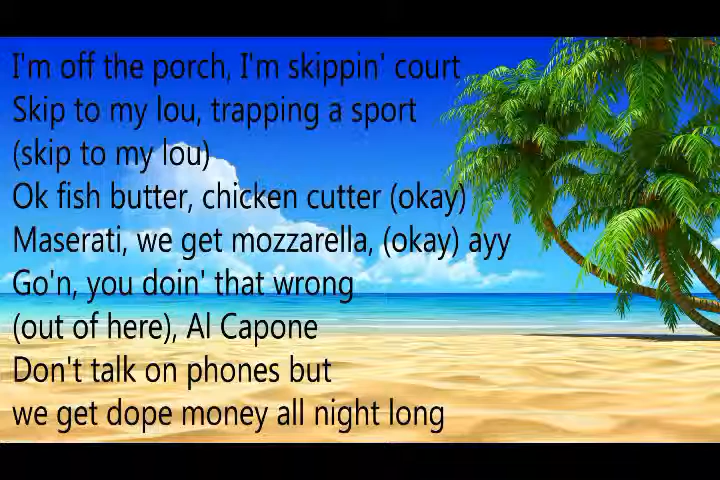 I'm off the porch, I'm skippin' court
Skip to my lou, trapping a sport
(skip to my lou)
Ok fish butter, chicken cutter (okay)
Maserati, we get mozzarella, (okay) ayy
Go'n, you doin' that wrong
(out of here), Al Capone
Don't talk on phones but
we get dope money all night long